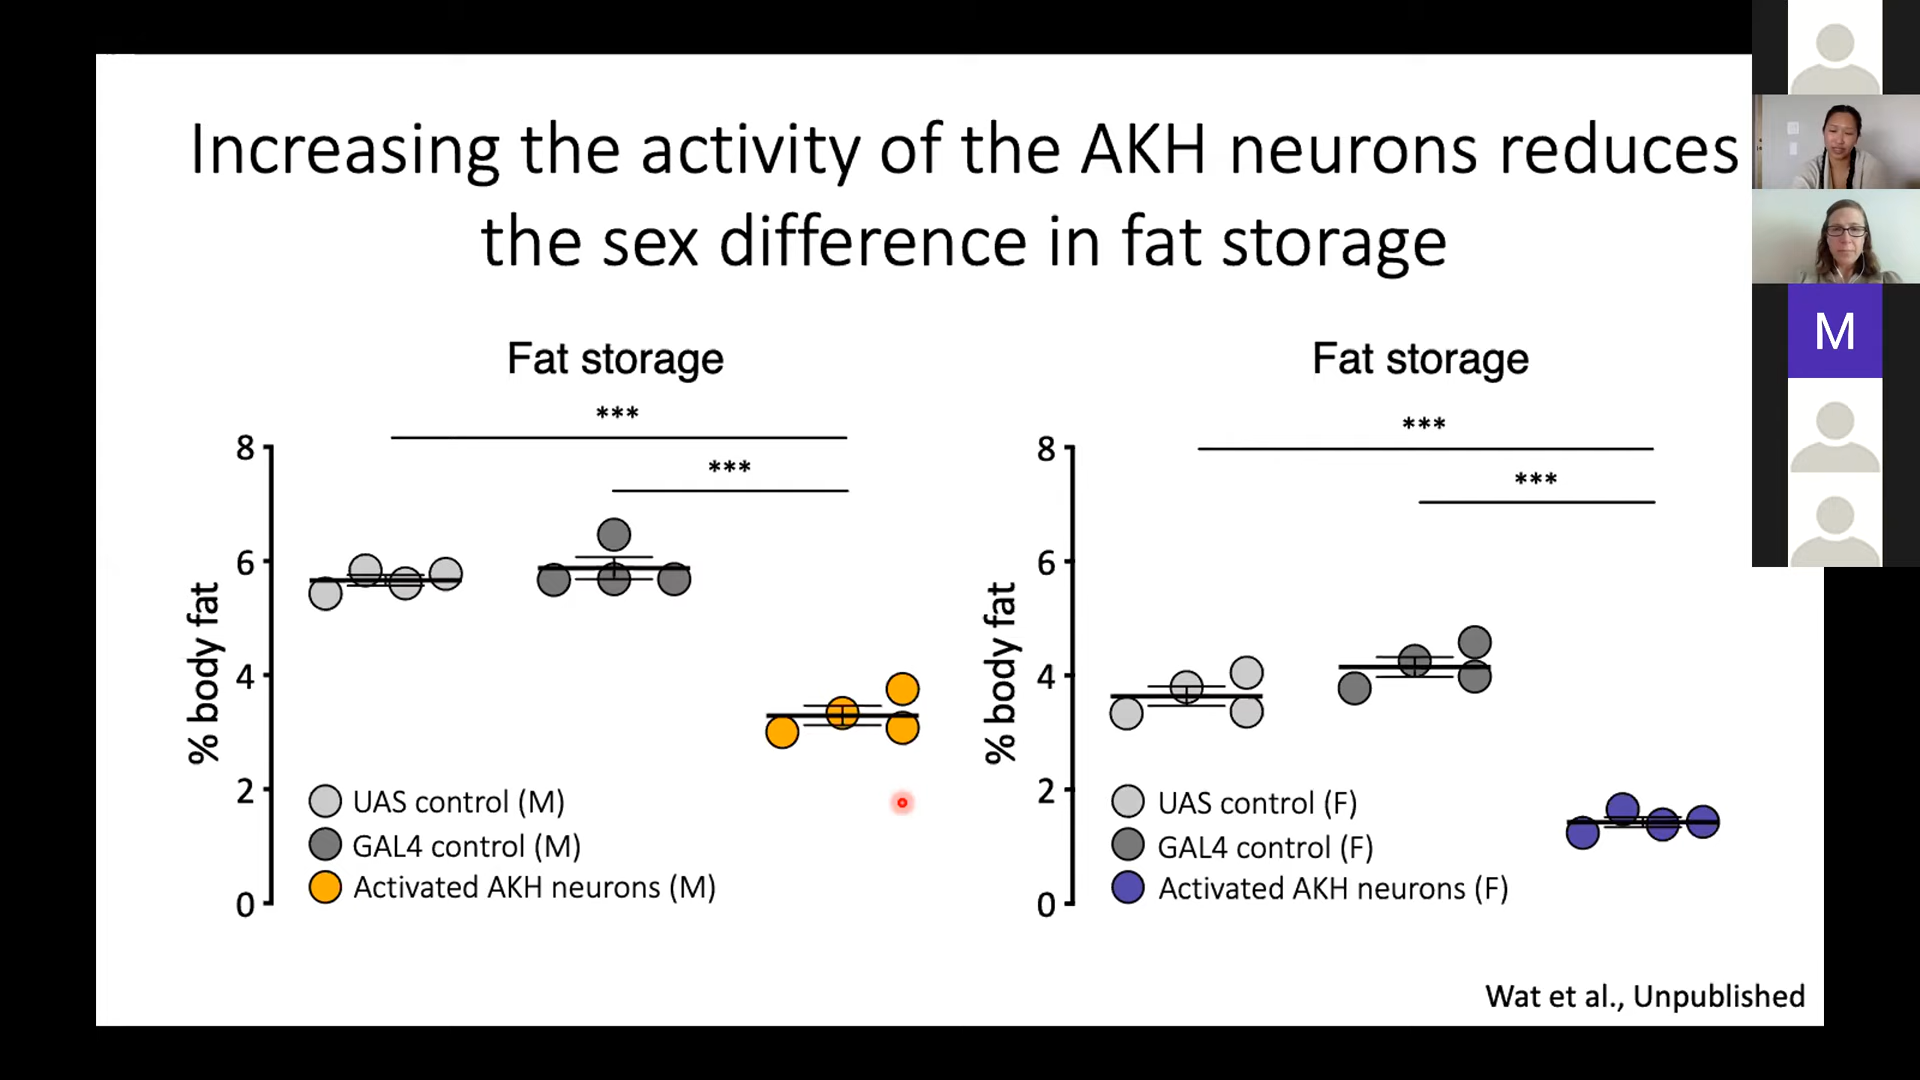 Increasing the activity of the AKH neurons reduces
the sex difference in fat storage
Fat storage
***
***
8
6
4
2
0
% body fat
UAS control (M)
GAL4 control (M)
Activated AKH neurons (M)
Fat storage
***
***
8
6
4
2
0
% body fat
UAS control (F)
GAL4 control (F)
Activated AKH neurons (F)
Wat et al., Unpublished
M